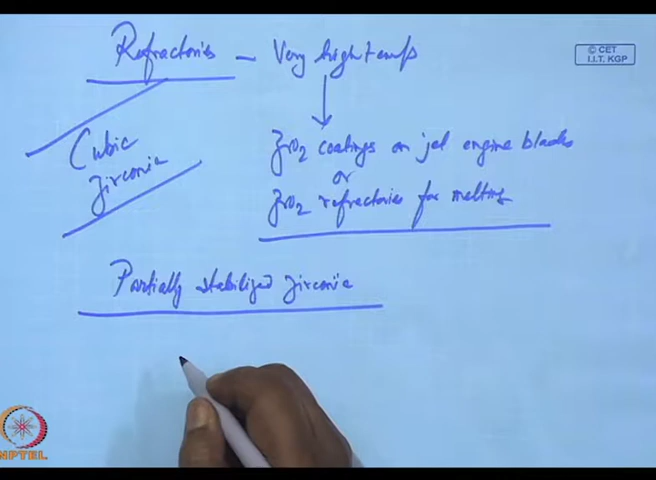 Refractories - Very high temp
© CET
I.I.T. KGP
Cubic
zirconia
ZrO2 coatings on jet engine blades
or
ZrO2 refractories for melting
Partially stabilized zirconia
NPTEL